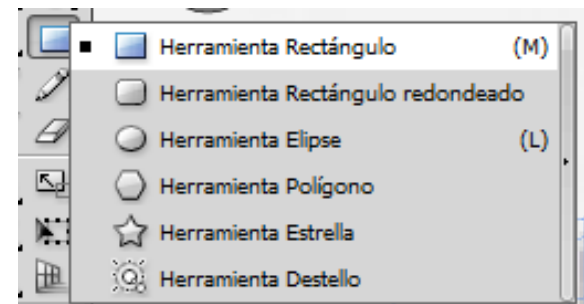 Herramienta Rectángulo (M)
Herramienta Rectángulo redondeado
Herramienta Elipse (L)
Herramienta Polígono
Herramienta Estrella
Herramienta Destello